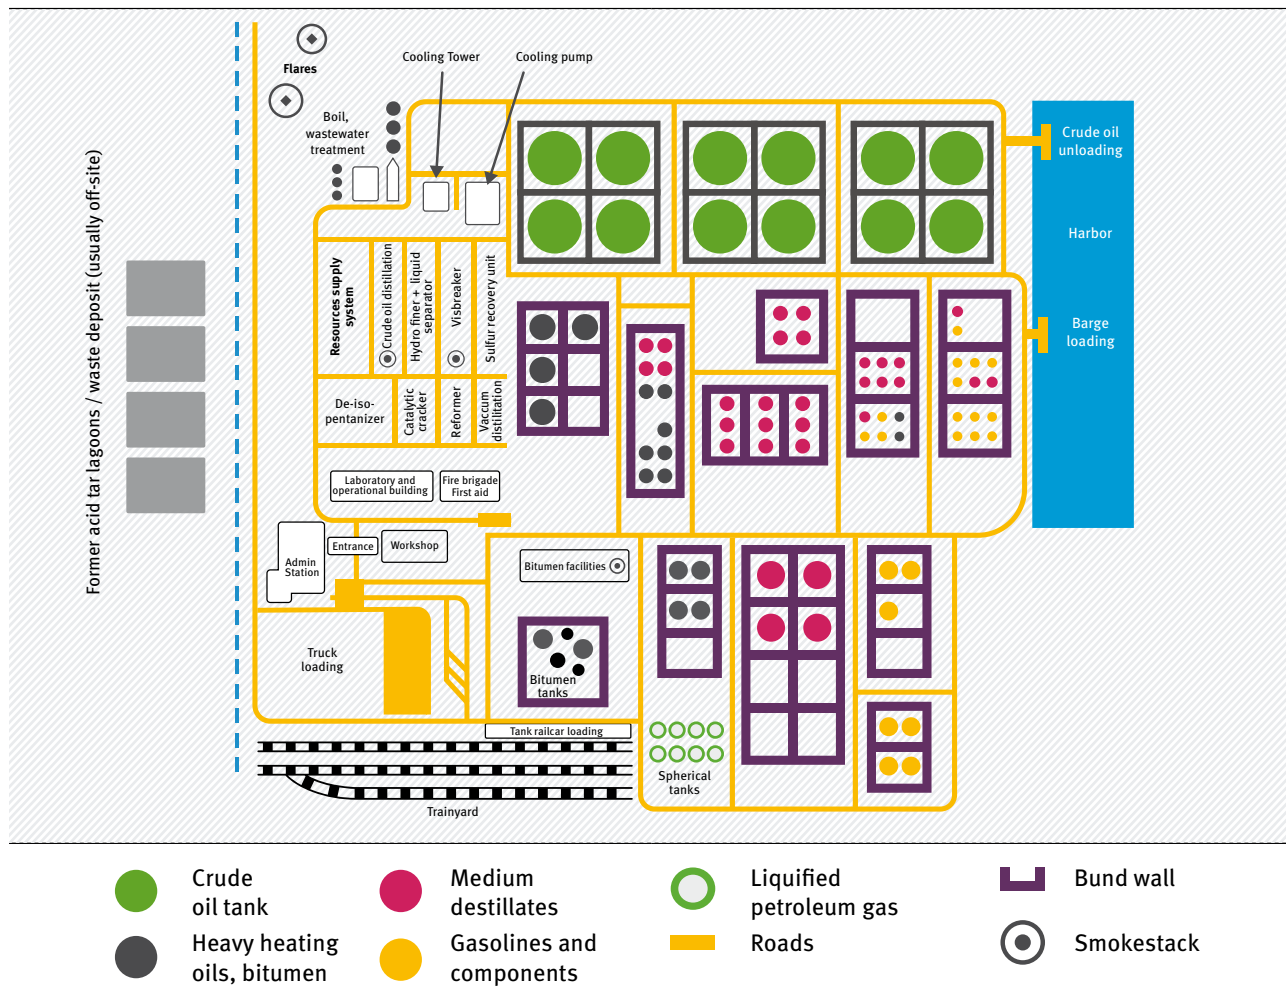 Flares
Cooling Tower
Cooling pump
Boil,
wastewater
treatment
Crude oil
unloading
Harbor
Barge
loading
Former acid tar lagoons / waste deposit (usually off-site)
Resources supply
system
Crude oil distillation
Hydro finer + liquid
separator
Visbreaker
Sulfur recovery unit
De-iso-
pentanizer
Catalytic
cracker
Reformer
Vaccum
distilitation
Laboratory and
operational building
Fire brigade
First aid
Admin
Station
Entrance
Workshop
Bitumen facilities
Truck
loading
Bitumen
tanks
Tank railcar loading
Spherical
tanks
Trainyard
Crude
oil tank
Medium
destillates
Liquified
petroleum gas
Bund wall
Heavy heating
oils, bitumen
Gasolines and
components
Roads
Smokestack